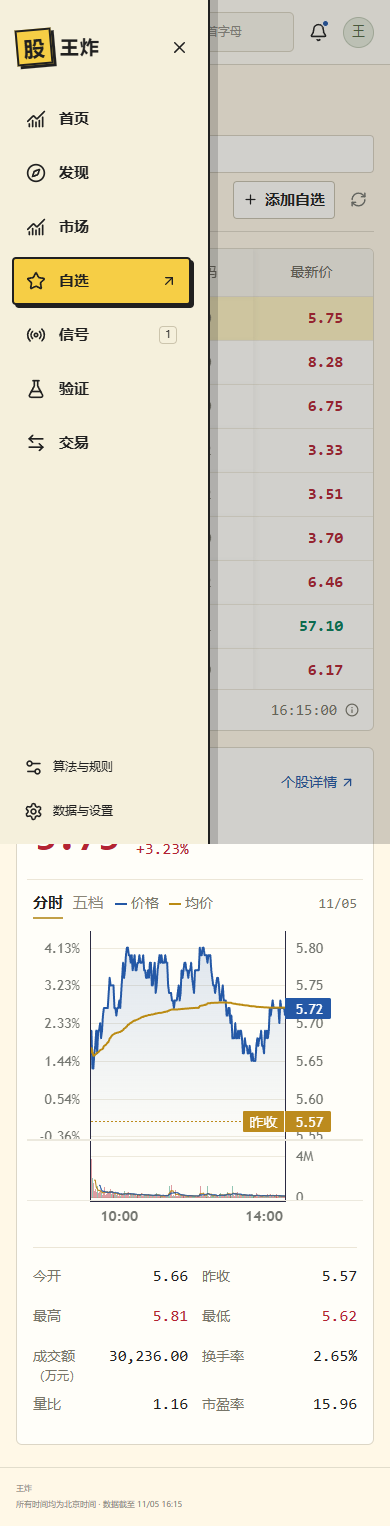 股 王炸
首字母
王
首页
发现
市场
添加自选
自选
最新价
5.75
信号 1
8.28
验证
6.75
交易
3.33
3.51
3.70
6.46
57.10
6.17
16:15:00
算法与规则
个股详情
数据与设置
+3.23%
分时 五档 价格 均价 11/05
4.13% 5.80
3.23% 5.75
5.72
2.33% 5.70
1.44% 5.65
0.54% 5.60
昨收 5.57
-0.36% 5.55
4M
0
10:00 14:00
今开 5.66 昨收 5.57
最高 5.81 最低 5.62
成交额 30,236.00 换手率 2.65%
(万元)
量比 1.16 市盈率 15.96
王炸
所有时间均为北京时间 · 数据截至 11/05 16:15